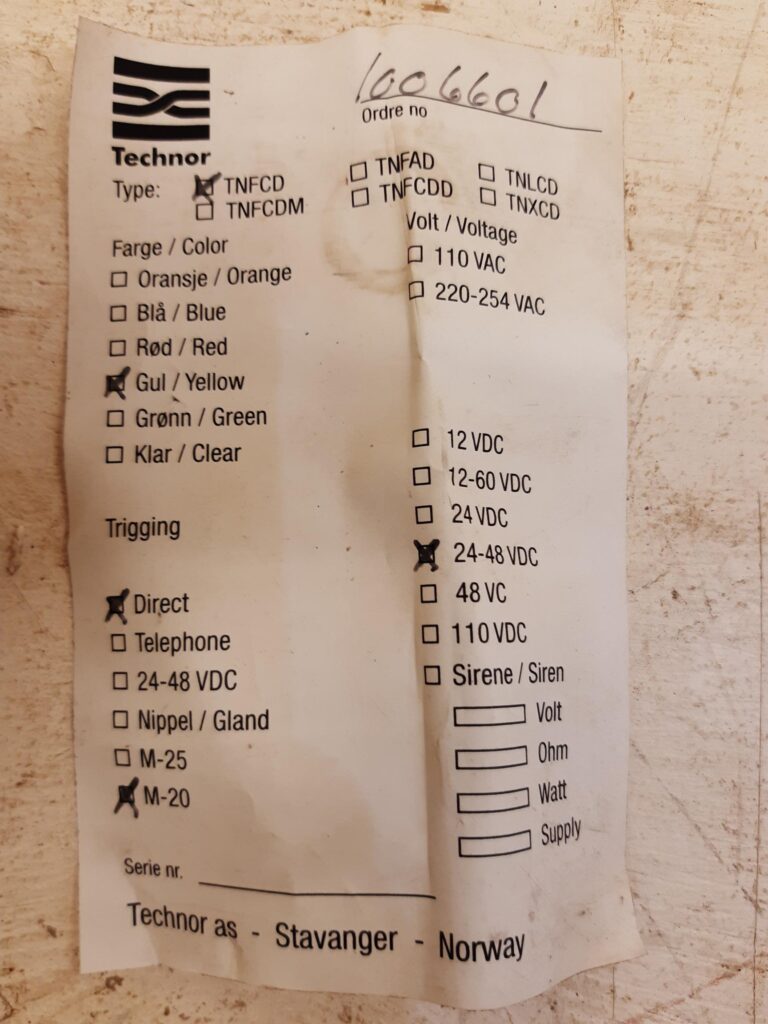 1006601
Ordre no
Technor
Type: ☒ TNFCD ☐ TNFAD ☐ TNLCD
☐ TNFCDM ☐ TNFCDD ☐ TNXCD
Farge / Color
☐ Oransje / Orange
☐ Blå / Blue
☐ Rød / Red
☒ Gul / Yellow
☐ Grønn / Green
☐ Klar / Clear
Trigging
☒ Direct
☐ Telephone
☐ 24-48 VDC
☐ Nippel / Gland
☐ M-25
☒ M-20
Volt / Voltage
☐ 110 VAC
☐ 220-254 VAC
☐ 12 VDC
☐ 12-60 VDC
☐ 24 VDC
☒ 24-48 VDC
☐ 48 VC
☐ 110 VDC
☐ Sirene / Siren
Volt
Ohm
Watt
Supply
Serie nr.
Technor as - Stavanger - Norway